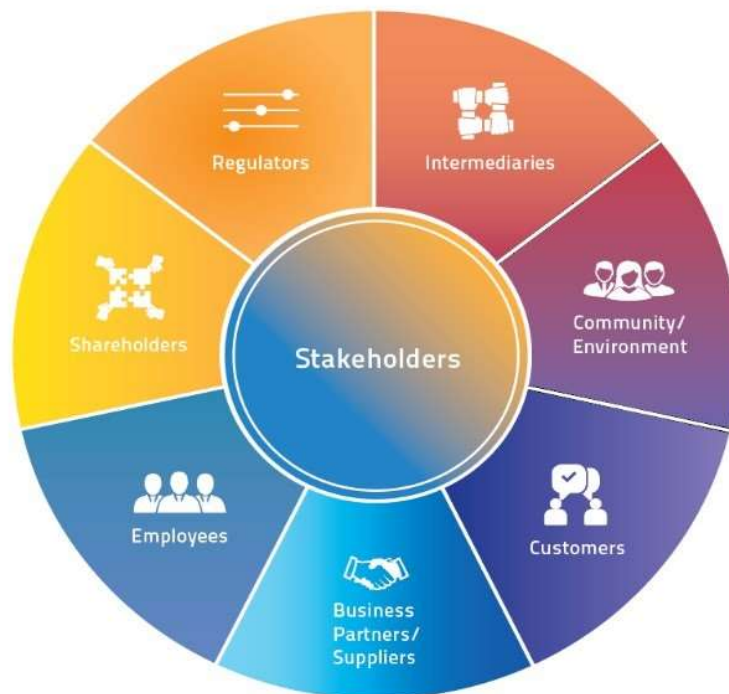 Stakeholders
Regulators
Intermediaries
Community/
Environment
Customers
Business
Partners/
Suppliers
Employees
Shareholders